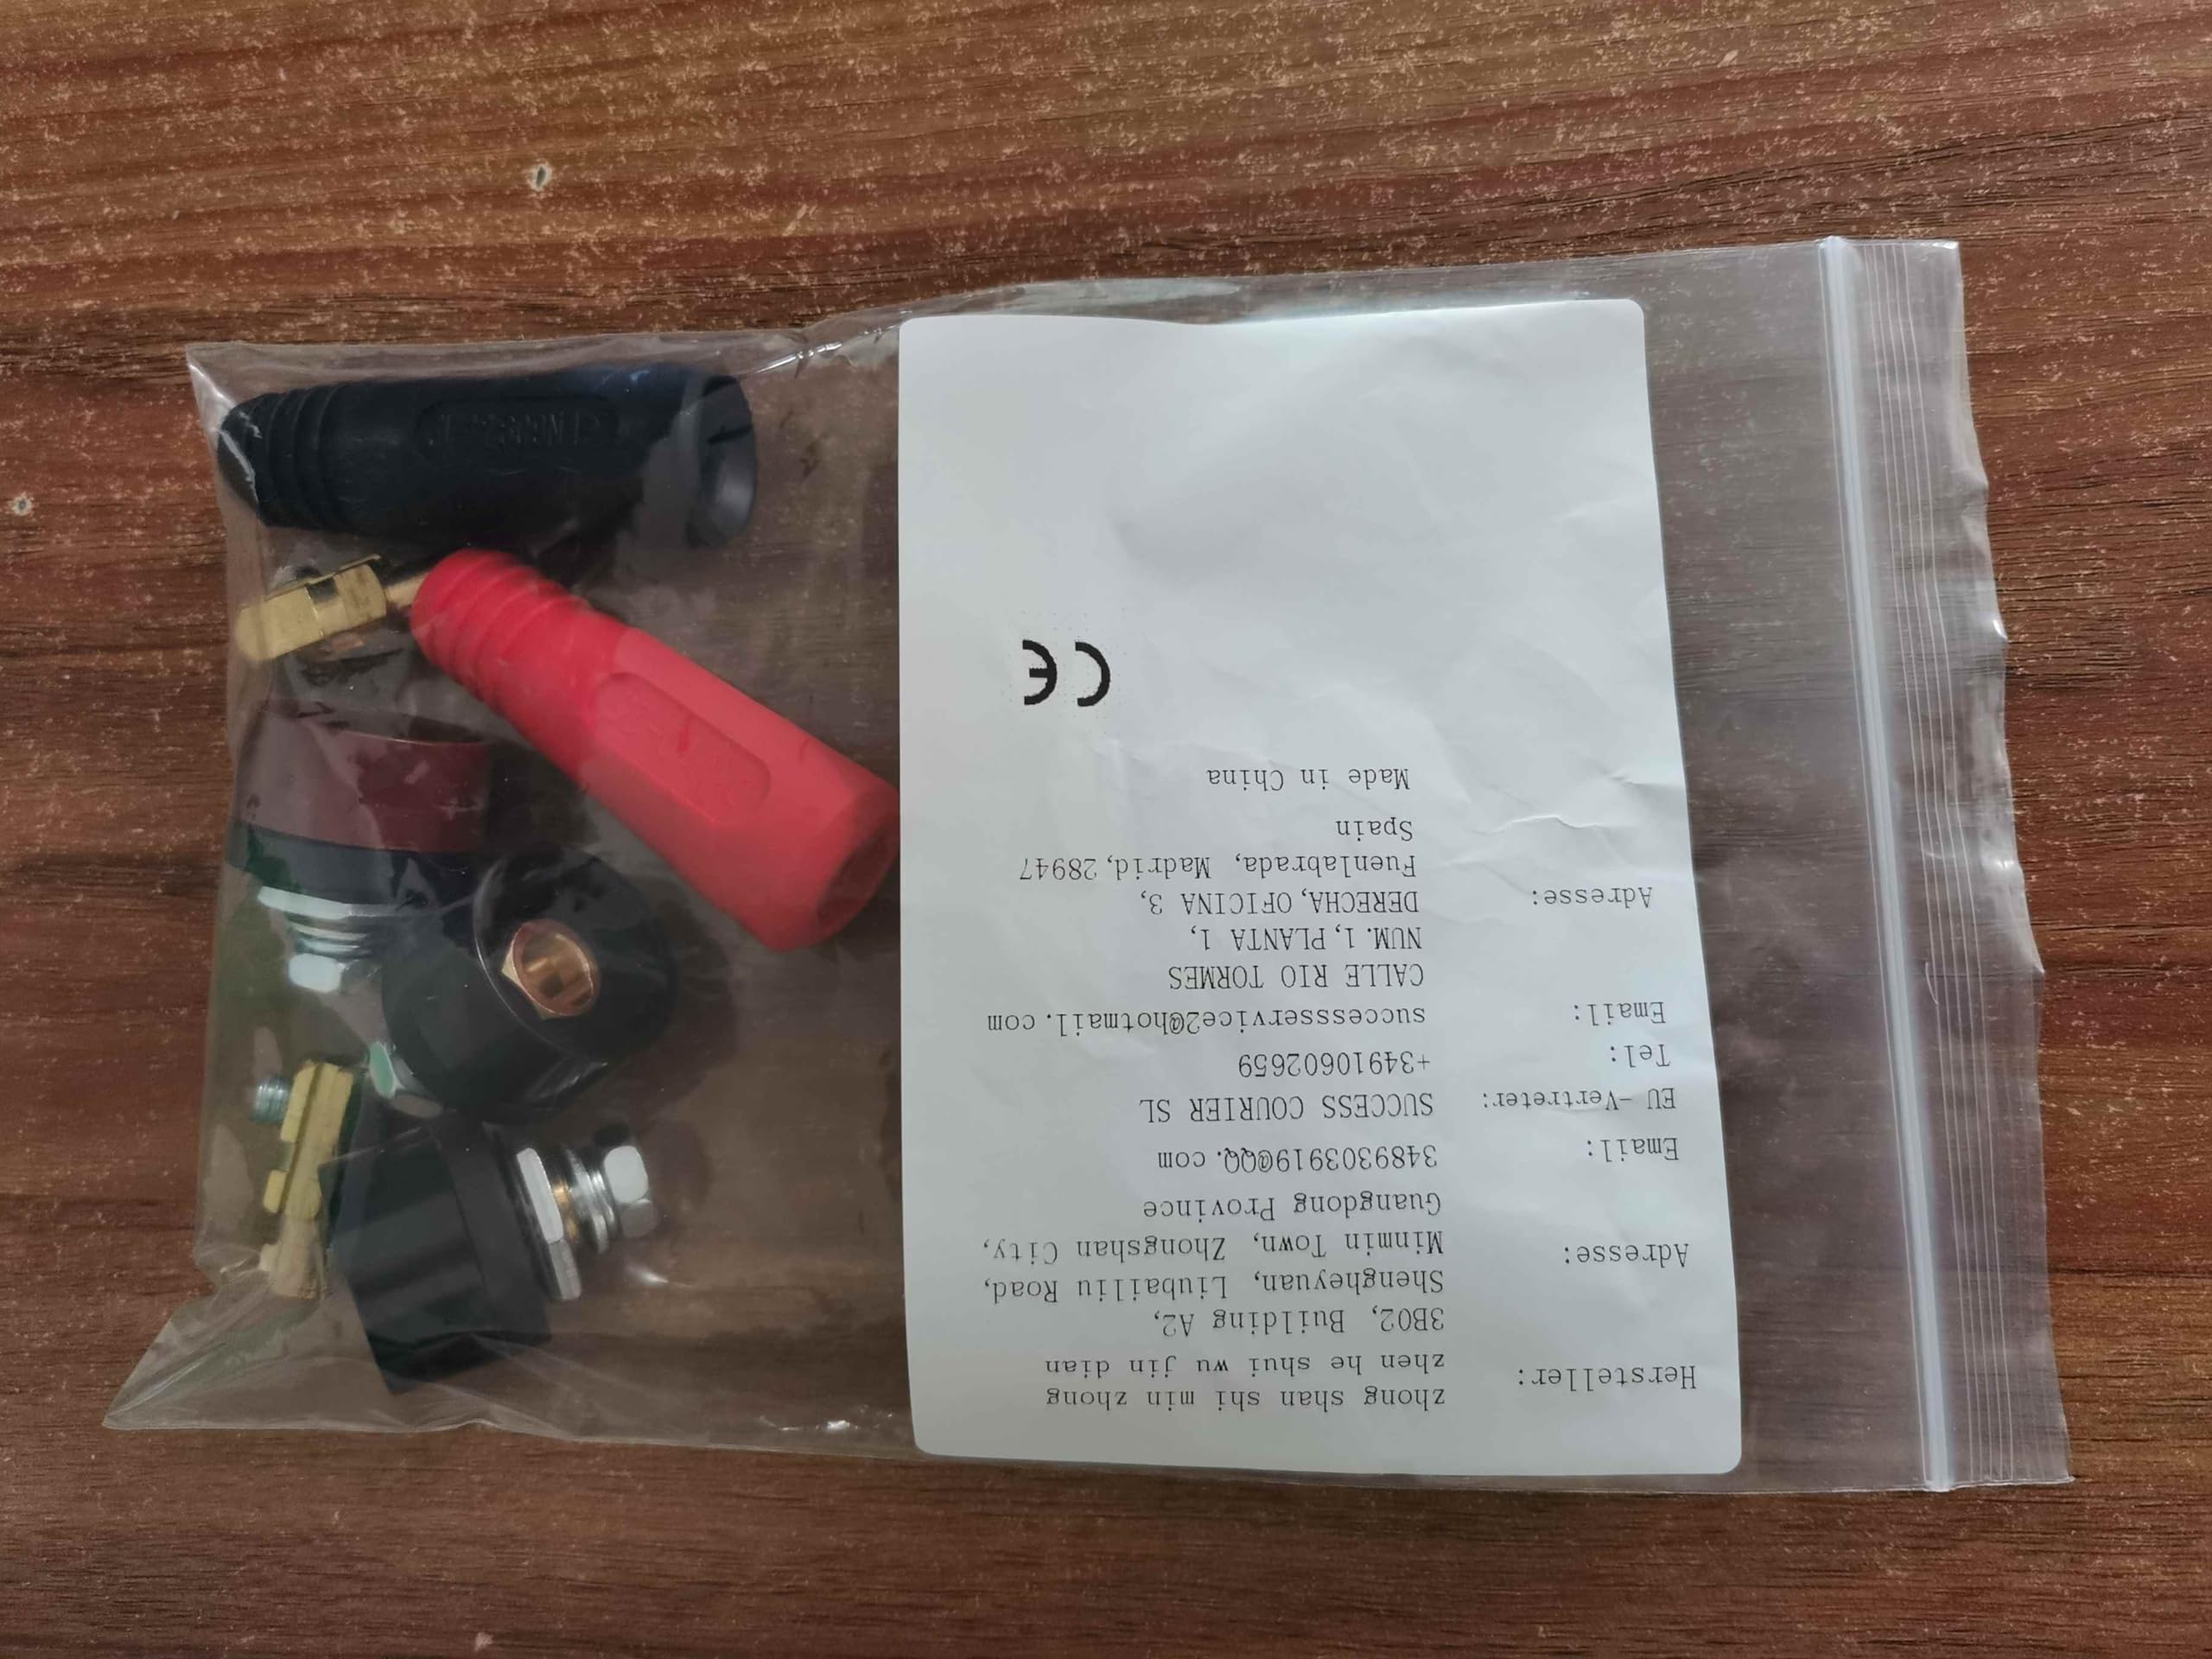 Hersteller: zhong shan shi min zhong
zhen he shui wu jin dian
3B02, Building A2,
Shengheyuan, Liubailiu Road,
Adresse: Minmin Town, Zhongshan City,
Guangdong Province
Email: 3489303919@QQ.com
EU -Vertreter: SUCCESS COURIER SL
Tel: +34910602659
Email: successservice2@hotmail.com
CALLE RIO TORMES
NUM. 1, PLANTA 1,
Adresse: DERECHA, OFICINA 3,
Fuenlabrada, Madrid, 28947
Spain
Made in China
CE